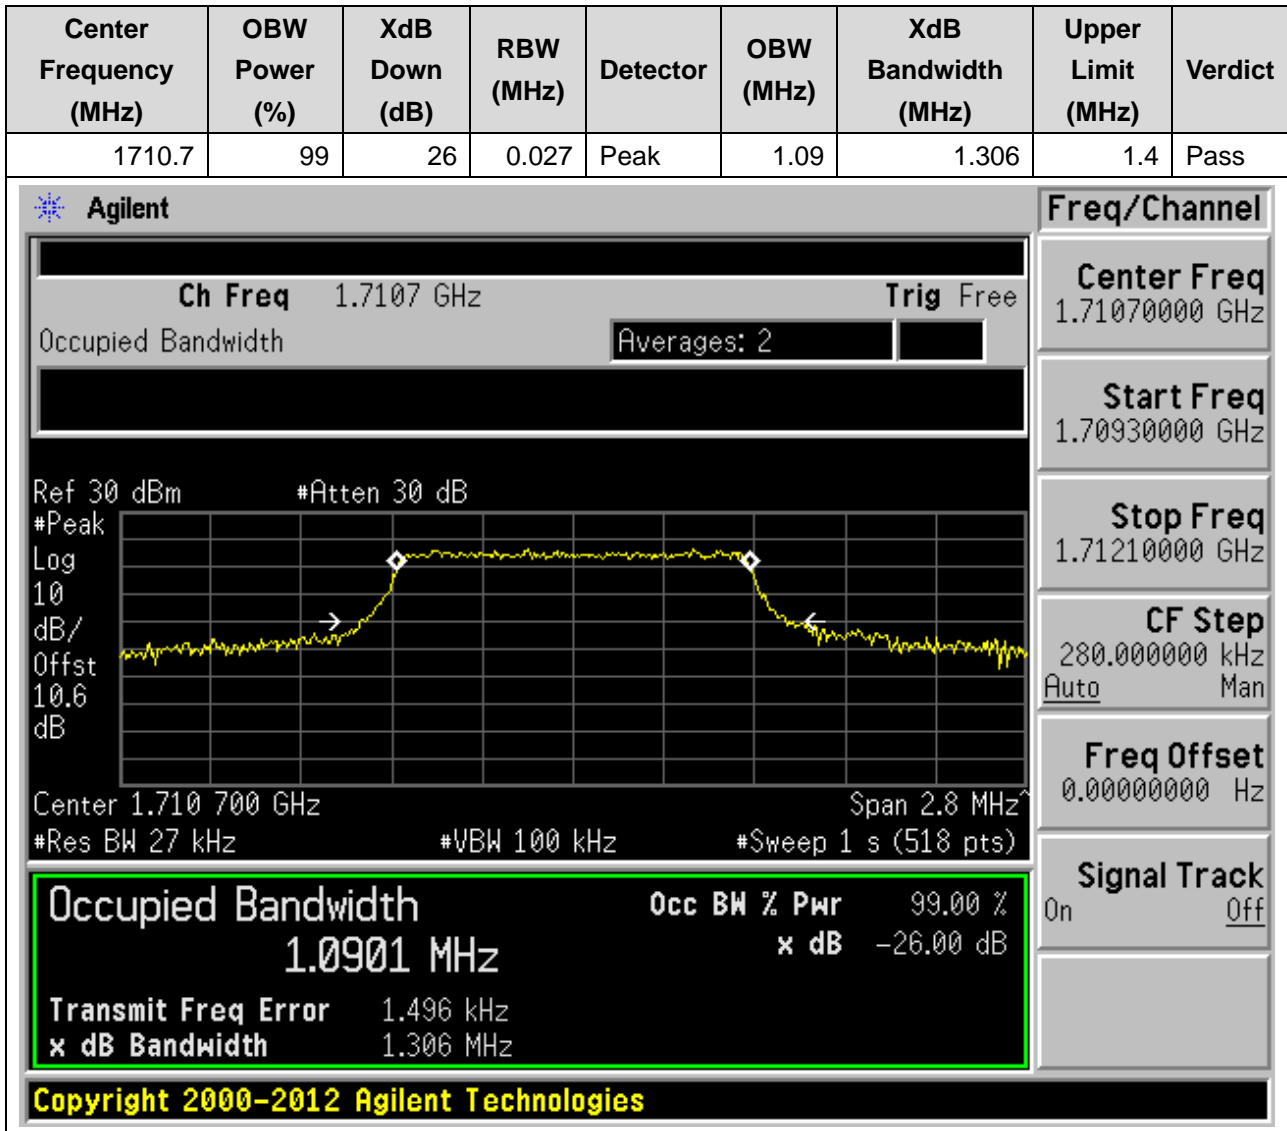 Center Frequency (MHz) OBW Power (%) XdB Down (dB) RBW (MHz) Detector OBW (MHz) XdB Bandwidth (MHz) Upper Limit (MHz) Verdict
1710.7 99 26 0.027 Peak 1.09 1.306 1.4 Pass
Agilent
Freq/Channel
Ch Freq 1.7107 GHz Trig Free
Occupied Bandwidth Averages: 2
Center Freq
1.71070000 GHz
Start Freq
1.70930000 GHz
Stop Freq
1.71210000 GHz
CF Step
280.000000 kHz
Auto Man
Freq Offset
0.00000000 Hz
Signal Track
On Off
Ref 30 dBm #Atten 30 dB
#Peak
Log
10
dB/
Offst
10.6
dB
Center 1.710 700 GHz Span 2.8 MHz^
#Res BW 27 kHz #VBW 100 kHz #Sweep 1 s (518 pts)
Occupied Bandwidth Occ BW % Pwr 99.00 %
1.0901 MHz x dB -26.00 dB
Transmit Freq Error 1.496 kHz
x dB Bandwidth 1.306 MHz
Copyright 2000-2012 Agilent Technologies